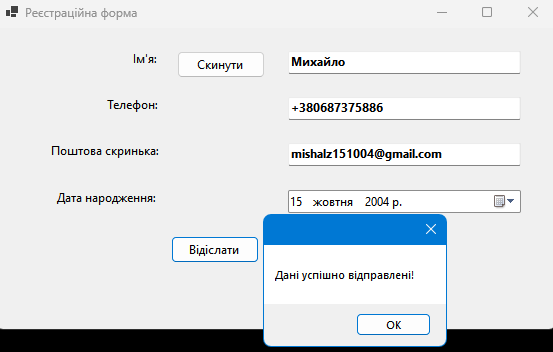 Реєстраційна форма
Ім'я:
Скинути
Михайло
Телефон:
+380687375886
Поштова скринька:
mishalz151004@gmail.com
Дата народження:
15 жовтня 2004 р.
Відіслати
Дані успішно відправлені!
OK